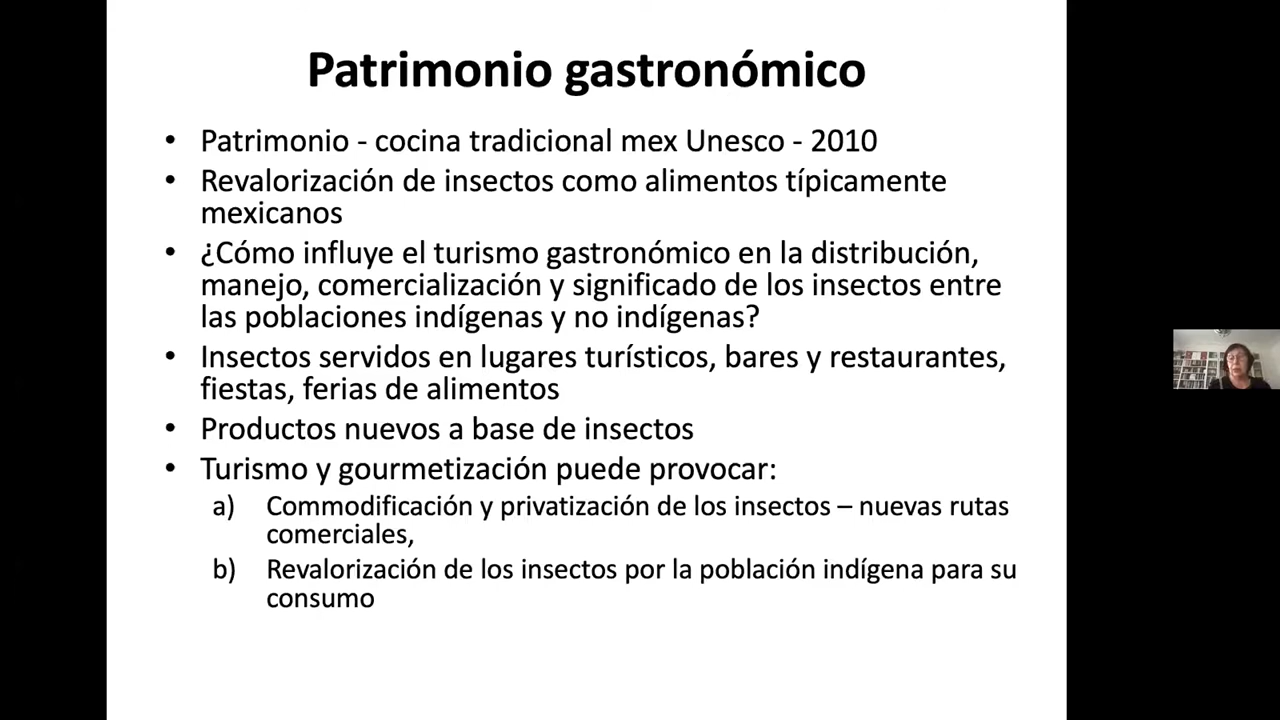 Patrimonio gastronómico
• Patrimonio - cocina tradicional mex Unesco - 2010
• Revalorización de insectos como alimentos típicamente
mexicanos
• ¿Cómo influye el turismo gastronómico en la distribución,
manejo, comercialización y significado de los insectos entre
las poblaciones indígenas y no indígenas?
• Insectos servidos en lugares turísticos, bares y restaurantes,
fiestas, ferias de alimentos
• Productos nuevos a base de insectos
• Turismo y gourmetización puede provocar:
a) Commodificación y privatización de los insectos – nuevas rutas
comerciales,
b) Revalorización de los insectos por la población indígena para su
consumo